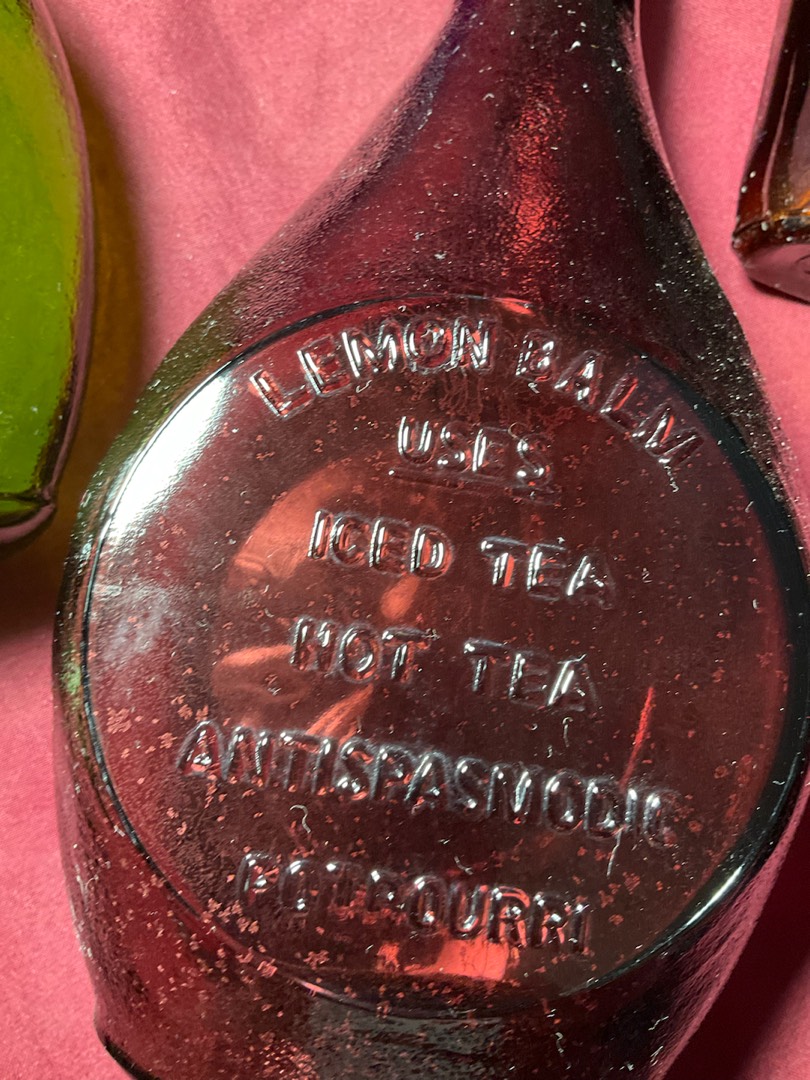 LEMON BALM
USES
ICED TEA
HOT TEA
ANTISPASMODIC
POTPOURRI